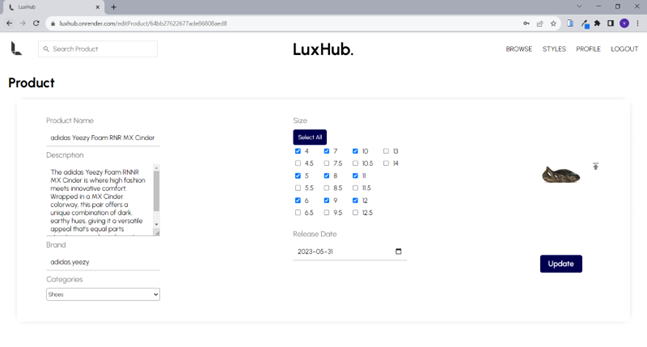 LuxHub
luxhub.onrender.com/editProduct/
Search Product
LuxHub.
BROWSE STYLES PROFILE LOGOUT
Product
Product Name
adidas Yeezy Foam RNR MX Cinder
Description
The adidas Yeezy Foam RNNR
MX Cinder is where high fashion
meets innovative comfort.
Wrapped in a MX Cinder
colorway, this pair offers a
unique combination of dark,
earthy hues, giving it a versatile
appeal that's equal parts
Brand
adidas,yeezy
Categories
Shoes
Size
Select All
4 7 10 13
4.5 7.5 10.5 14
5 8 11
5.5 8.5 11.5
6 9 12
6.5 9.5 12.5
Release Date
2023-05-31
Update